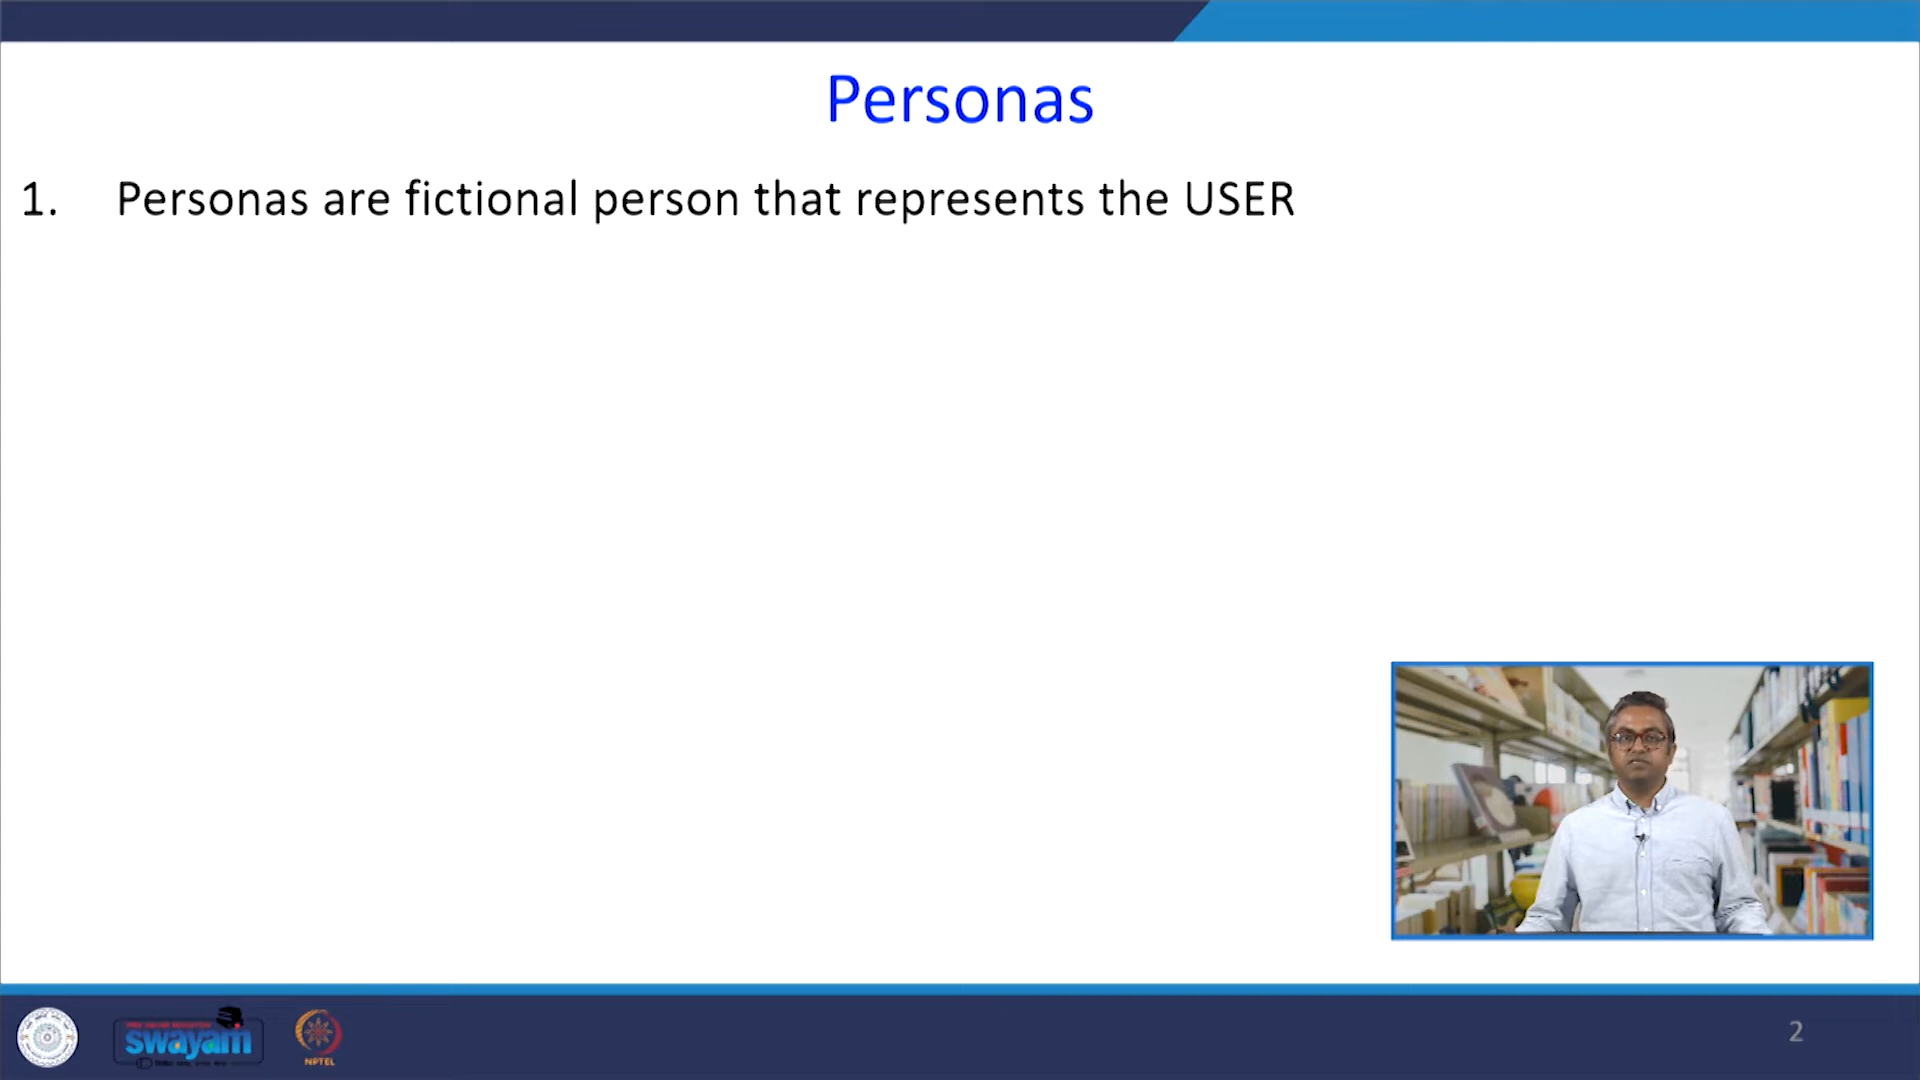 Personas
1. Personas are fictional person that represents the USER
swayam
NPTEL
2